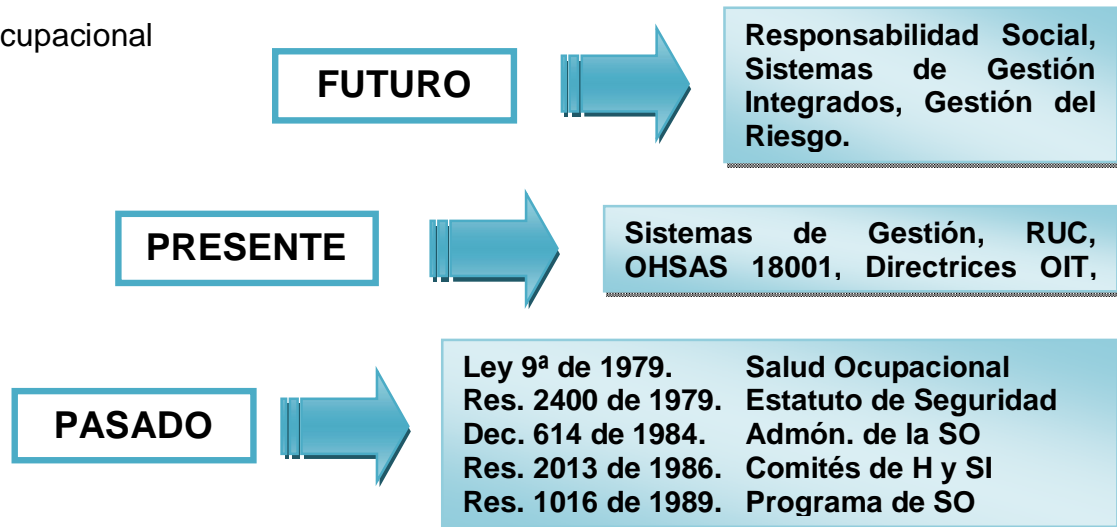 cupacional
FUTURO
Responsabilidad Social,
Sistemas de Gestión
Integrados, Gestión del
Riesgo.
PRESENTE
Sistemas de Gestión, RUC,
OHSAS 18001, Directrices OIT,
PASADO
Ley 9ª de 1979. Salud Ocupacional
Res. 2400 de 1979. Estatuto de Seguridad
Dec. 614 de 1984. Admón. de la SO
Res. 2013 de 1986. Comités de H y SI
Res. 1016 de 1989. Programa de SO